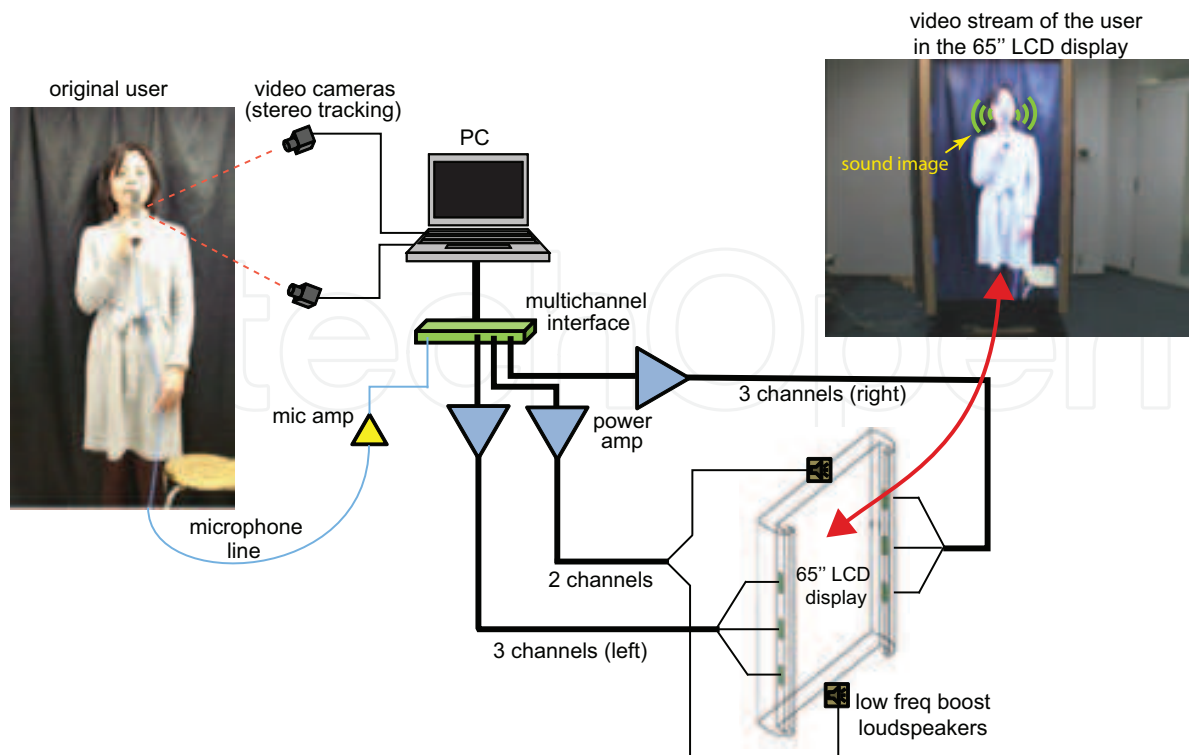 video stream of the user
in the 65’’ LCD display
original user
video cameras
(stereo tracking)
PC
sound image
multichannel
interface
mic amp
power
amp
3 channels (right)
microphone
line
2 channels
65’’ LCD
display
3 channels (left)
low freq boost
loudspeakers